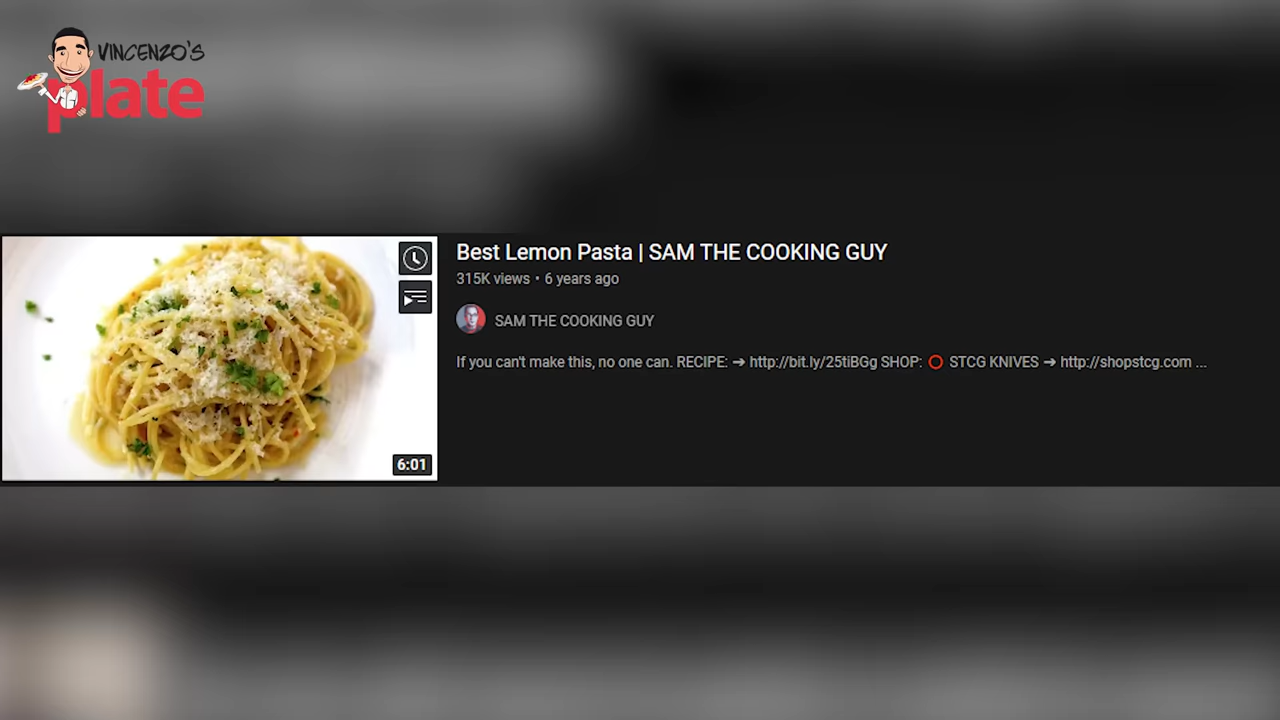 VINCENZO'S
plate
Best Lemon Pasta | SAM THE COOKING GUY
315K views • 6 years ago
SAM THE COOKING GUY
If you can't make this, no one can. RECIPE: ➔ http://bit.ly/25tiBGg SHOP: ⭕ STCG KNIVES ➔ http://shopstcg.com ...
6:01